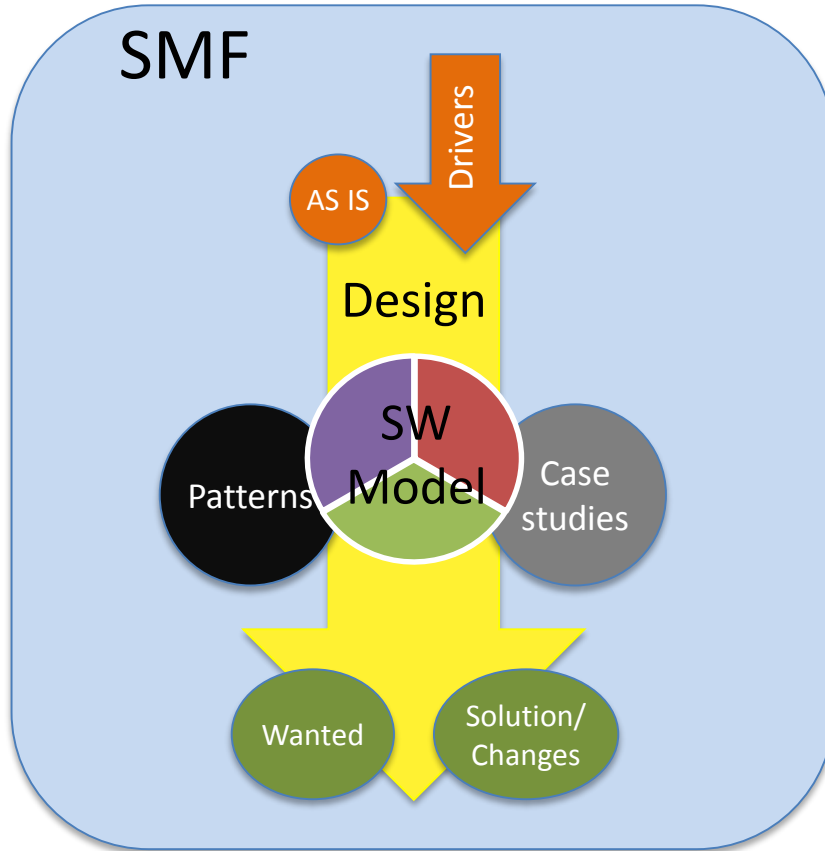 SMF
Drivers
AS IS
Design
SW
Model
Patterns
Case
studies
Wanted
Solution/
Changes